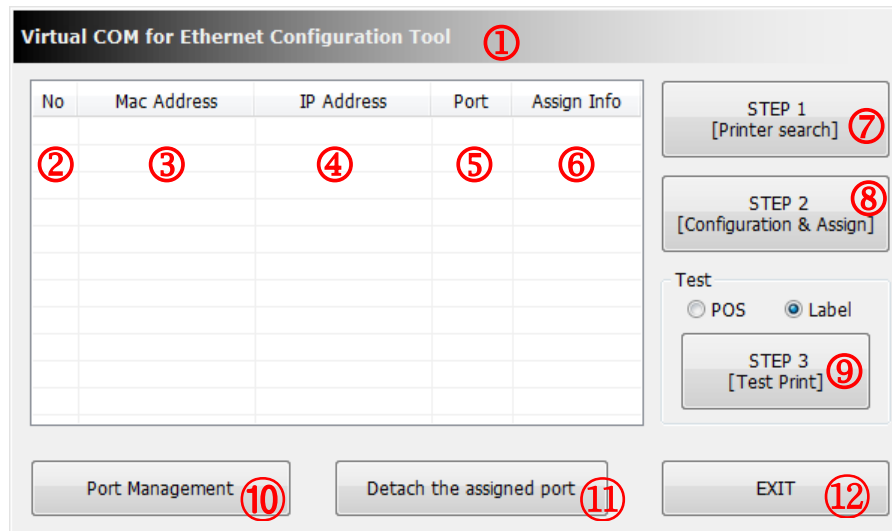 Virtual COM for Ethernet Configuration Tool ①
No Mac Address IP Address Port Assign Info
② ③ ④ ⑤ ⑥
STEP 1
[Printer search] ⑦
STEP 2 ⑧
[Configuration & Assign]
Test
POS Label
STEP 3
[Test Print] ⑨
Port Management ⑩ Detach the assigned port ⑪ EXIT ⑫